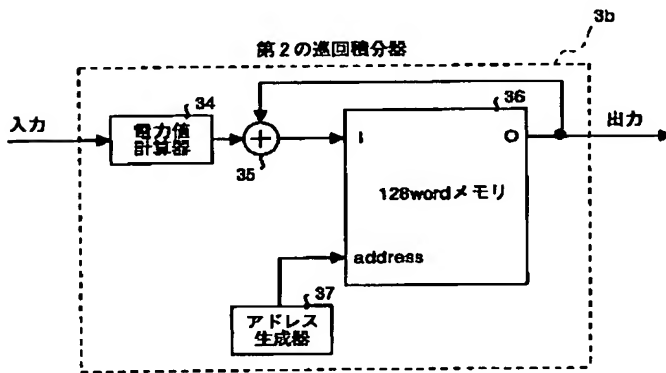 第2の巡回積分器
3b
34
36
入力
電力値
計算器
+
35
I
O
出力
128wordメモリ
address
37
アドレス
生成器